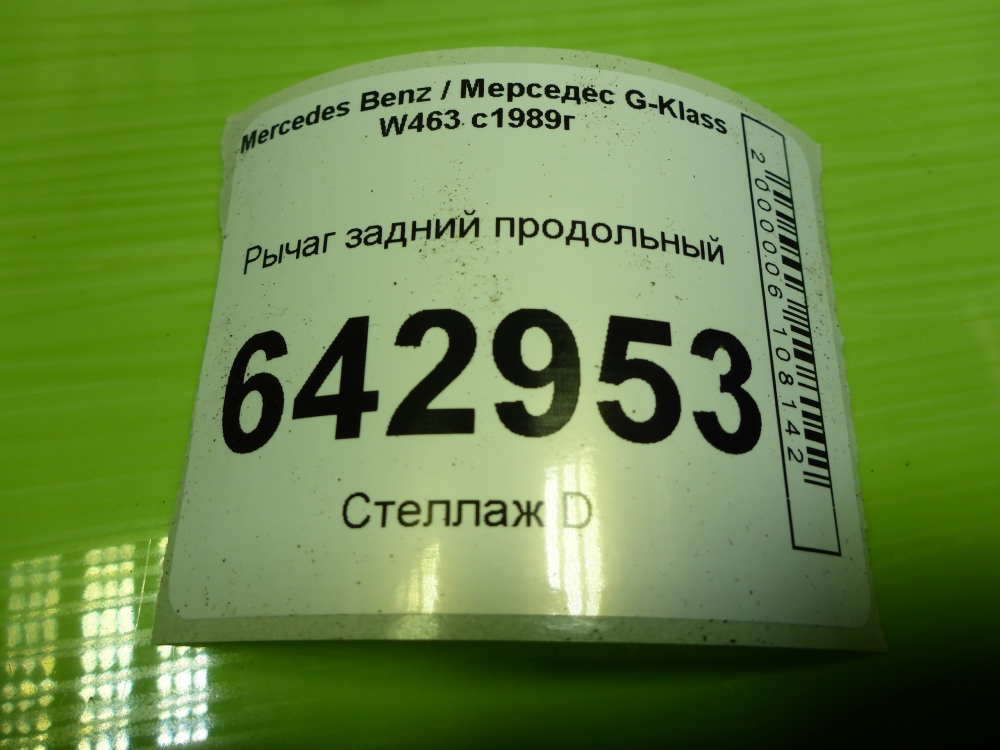 Mercedes Benz / Мерседес G-Klass
W463 с1989г
Рычаг задний продольный
642953
Стеллаж D
2000006108142